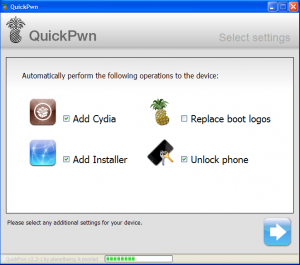 QuickPwn
QuickPwn
Select settings
Automatically perform the following operations to the device:
Add Cydia
Replace boot logos
Add Installer
Unlock phone
Please select any additional settings for your device.